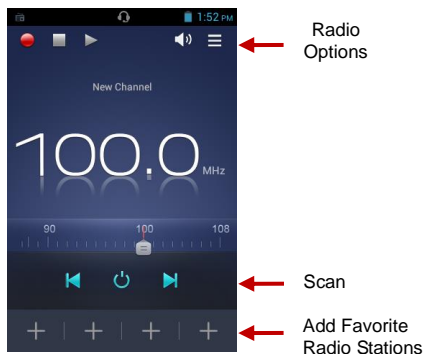 1:52 PM
Radio
Options
New Channel
100.0 MHz
90 100 108
Scan
Add Favorite
Radio Stations